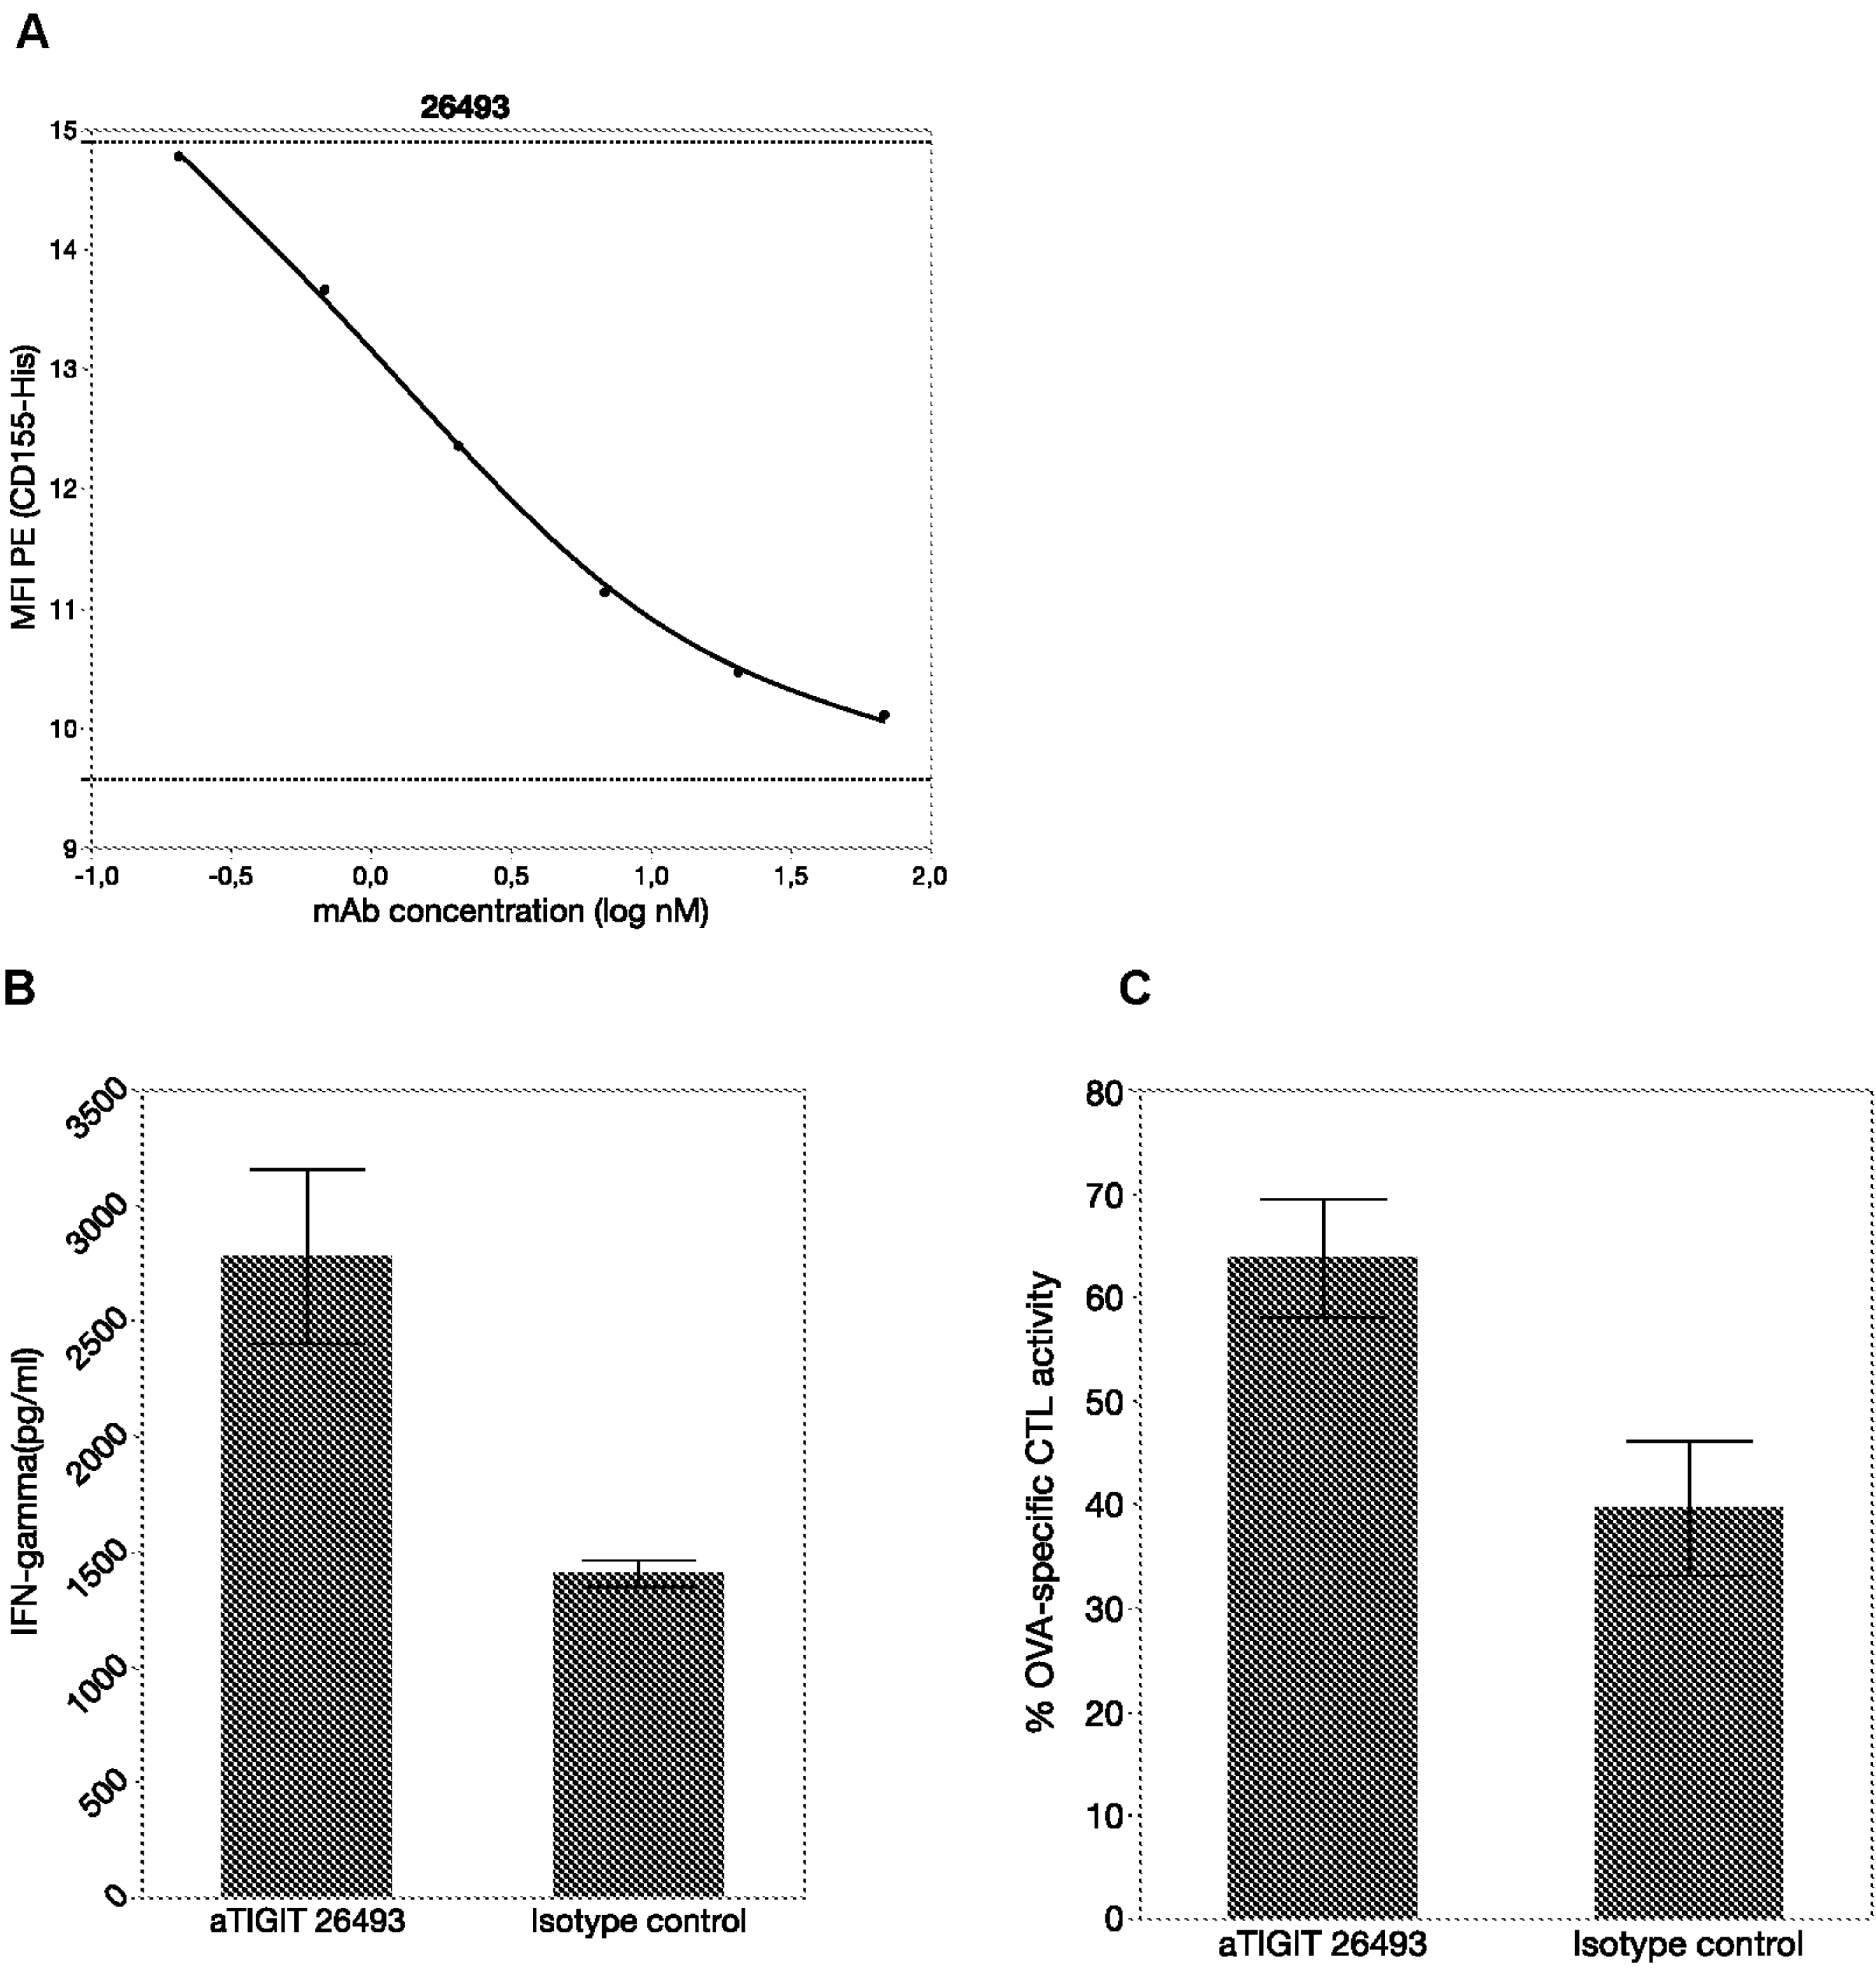 A
26493
15
14
13
12
11
10
9
MFI PE (CD155-His)
-1,0 -0,5 0,0 0,5 1,0 1,5 2,0
mAb concentration (log nM)
B
3500
3000
2500
2000
1500
1000
500
0
IFN-gamma(pg/ml)
aTIGIT 26493 Isotype control
C
80
70
60
50
40
30
20
10
0
% OVA-specific CTL activity
aTIGIT 26493 Isotype control